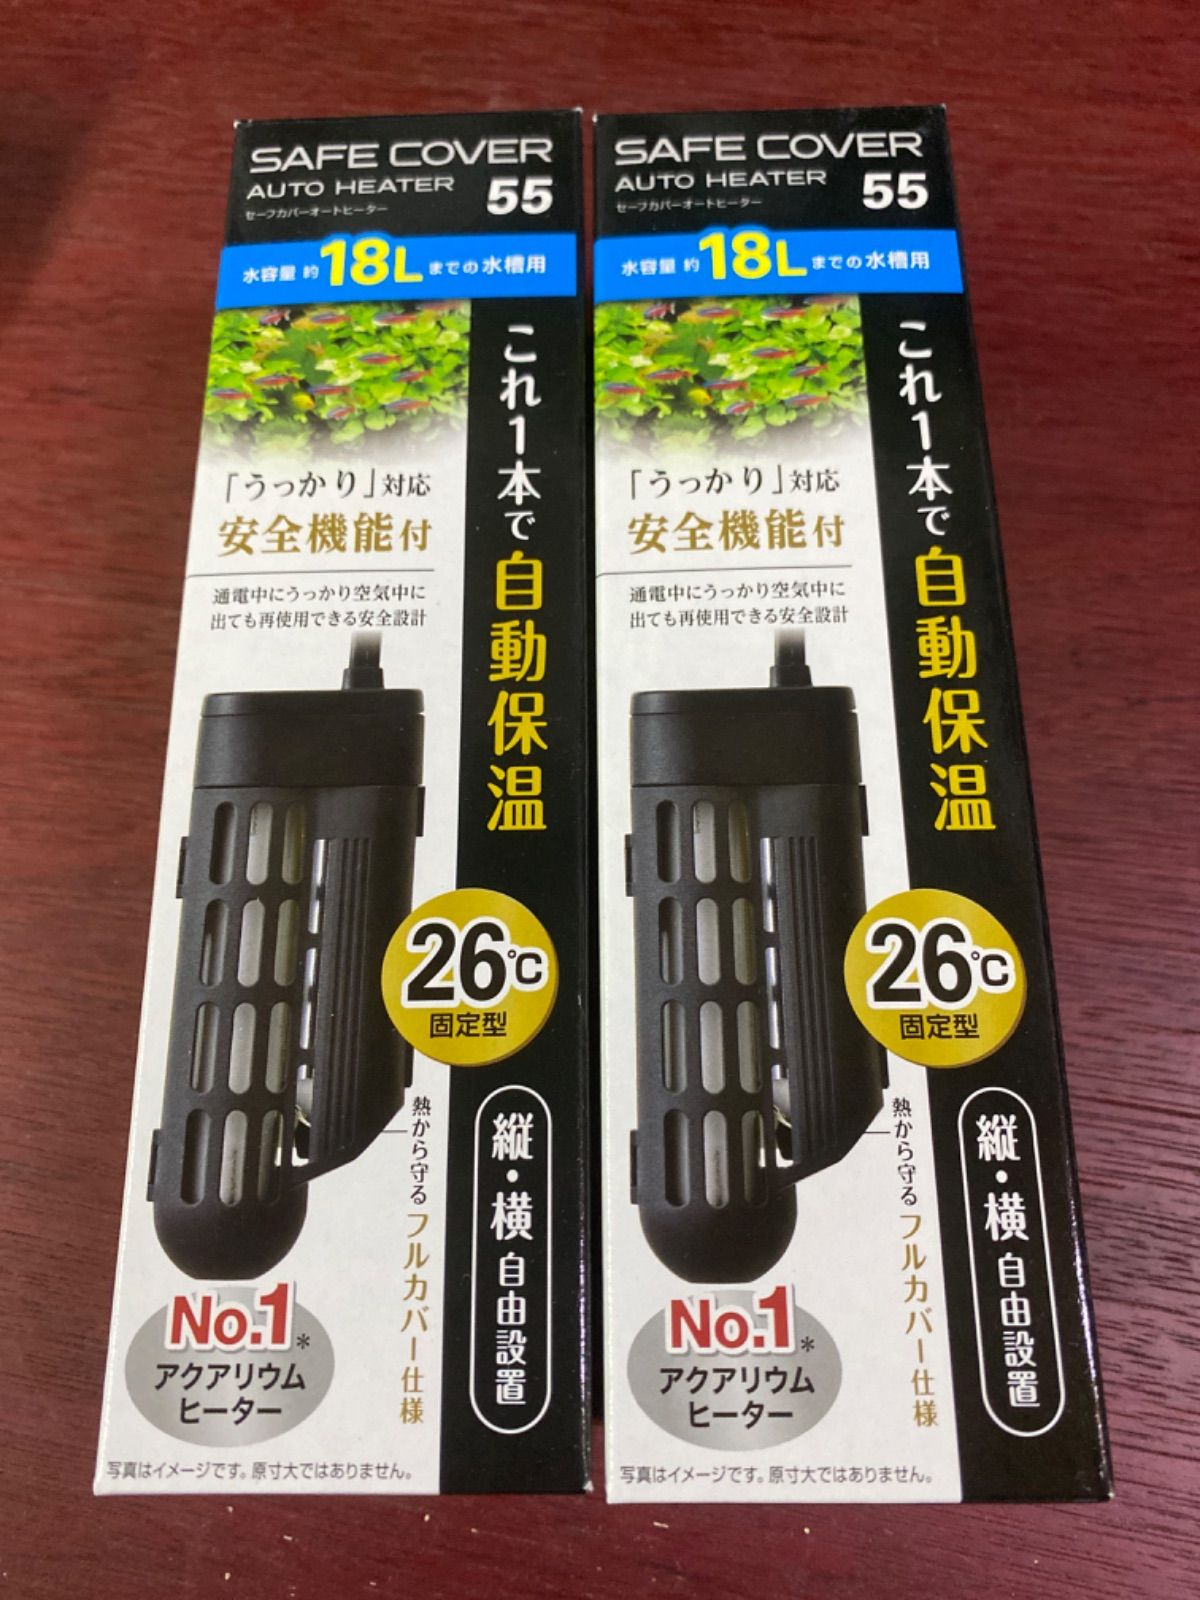 SAFE COVER
AUTO HEATER 55
セーフカバーオートヒーター
水容量 約18Lまでの水槽用
これ1本で自動保温
「うっかり」対応
安全機能付
通電中にうっかり空気中に
出ても再使用できる安全設計
26℃
固定型
熱から守るフルカバー仕様
縦・横自由設置
No.1*
アクアリウム
ヒーター
写真はイメージです。原寸大ではありません。
SAFE COVER
AUTO HEATER 55
セーフカバーオートヒーター
水容量 約18Lまでの水槽用
これ1本で自動保温
「うっかり」対応
安全機能付
通電中にうっかり空気中に
出ても再使用できる安全設計
26℃
固定型
熱から守るフルカバー仕様
縦・横自由設置
No.1*
アクアリウム
ヒーター
写真はイメージです。原寸大ではありません。